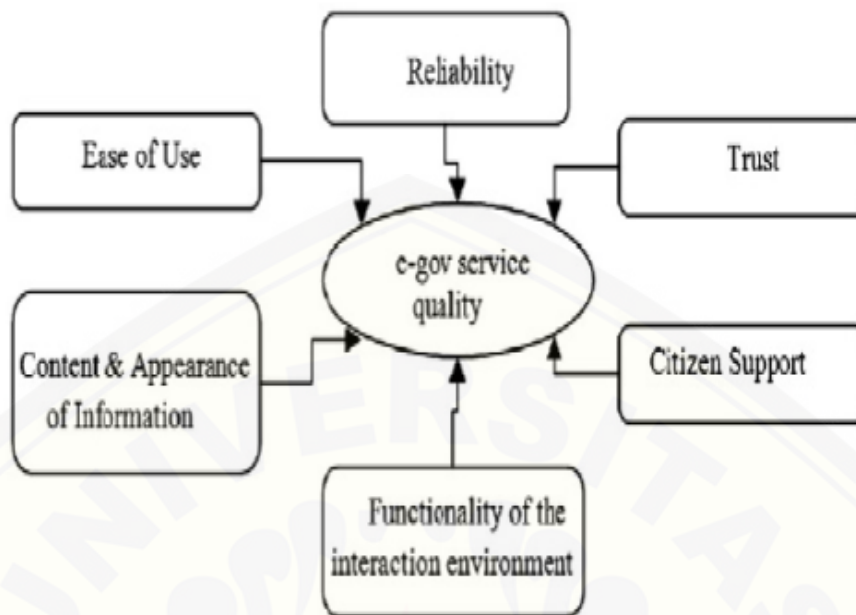 Reliability
Ease of Use
Trust
e-gov service
quality
Content & Appearance
of Information
Citizen Support
Functionality of the
interaction environment
UNIVERSITAS